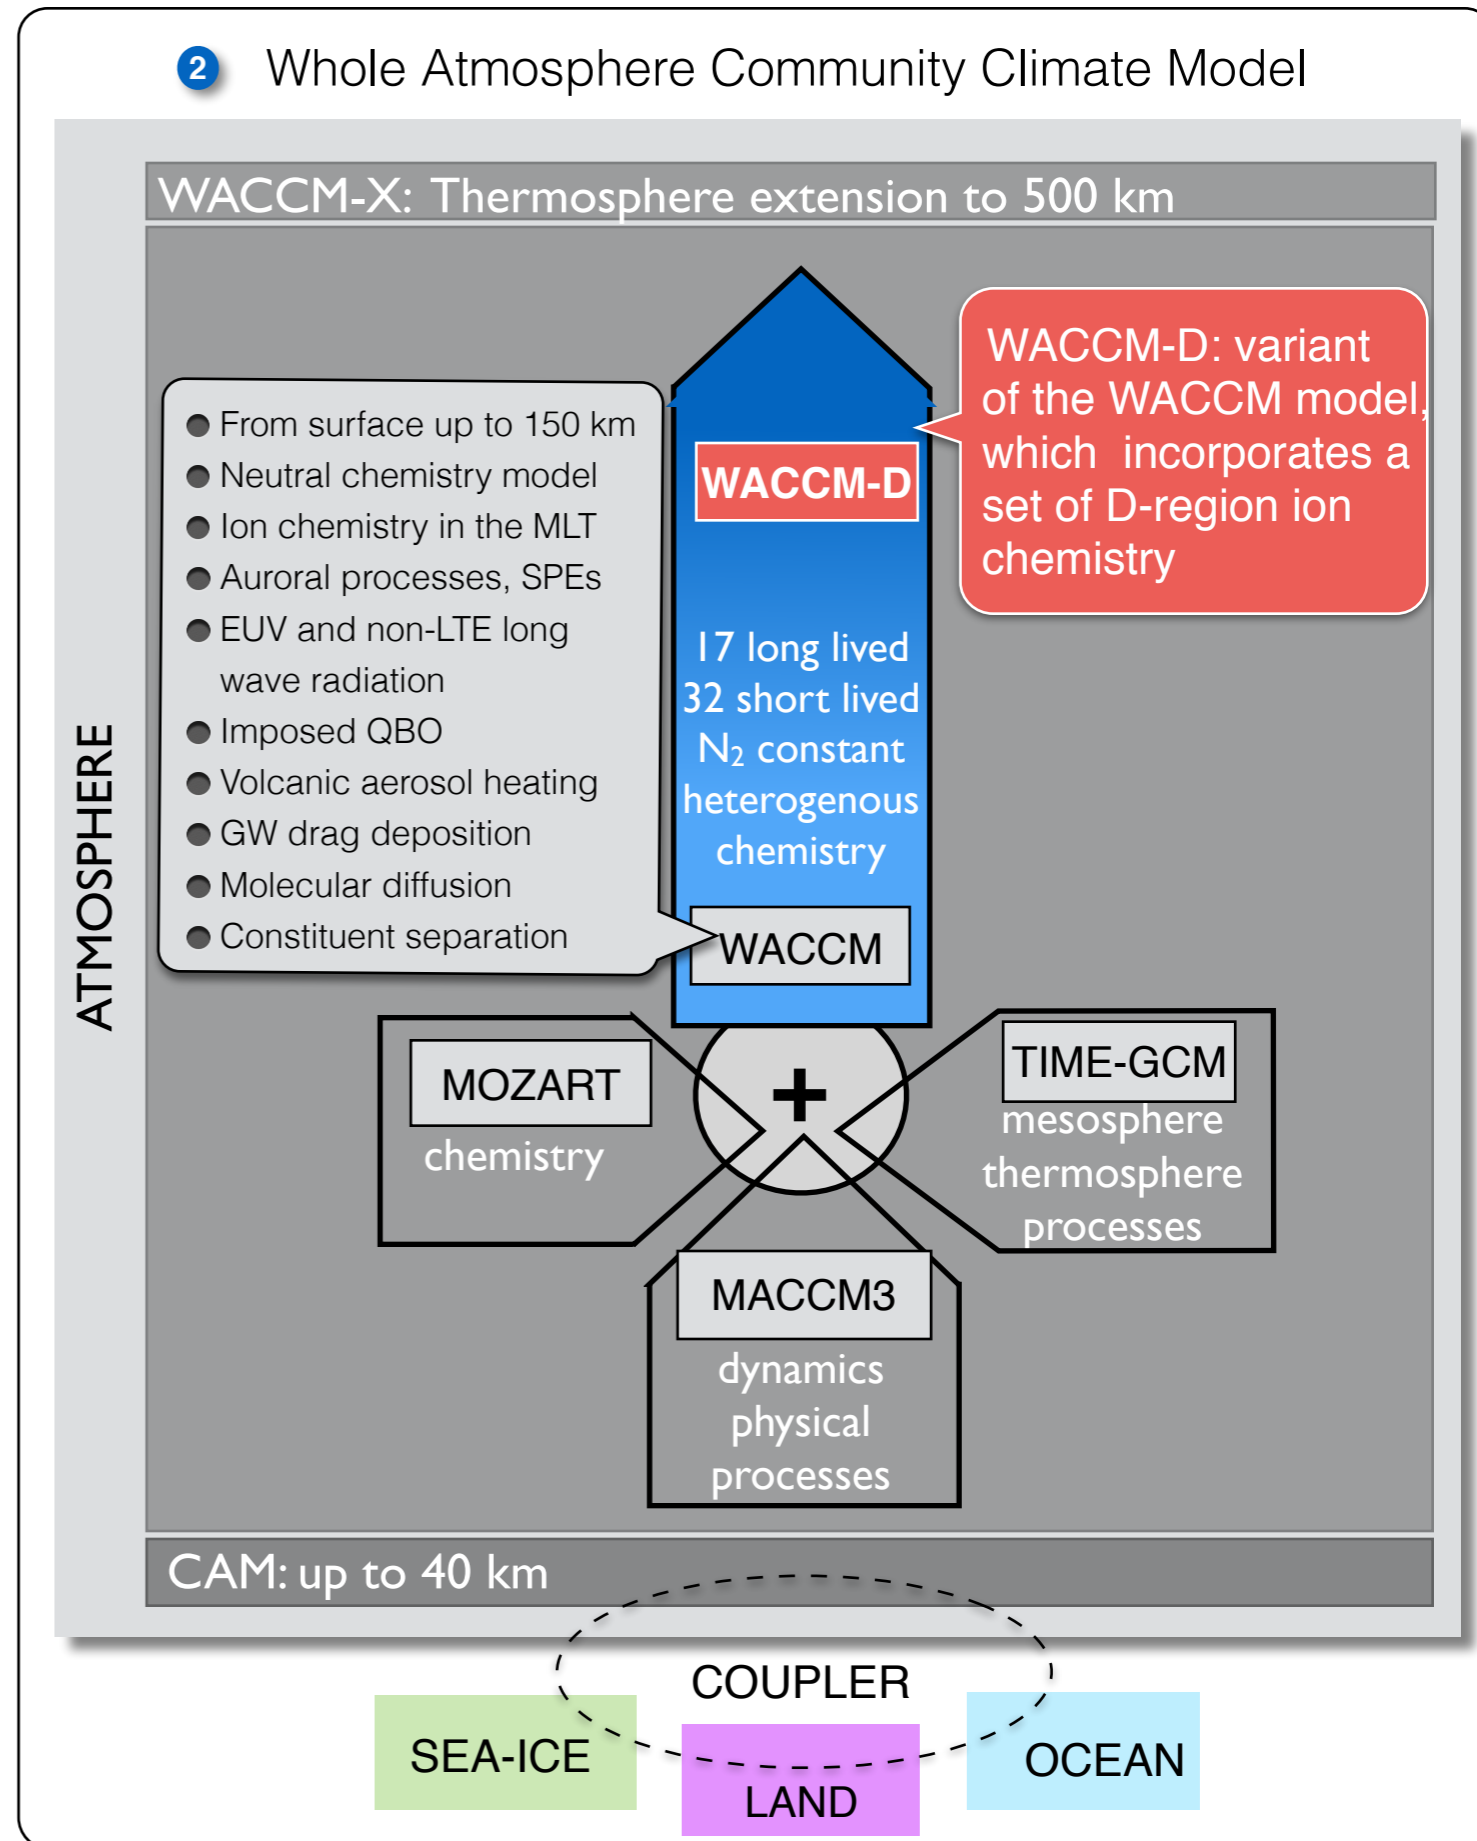 2 Whole Atmosphere Community Climate Model
WACCM-X: Thermosphere extension to 500 km
WACCM-D: variant
of the WACCM model,
which incorporates a
set of D-region ion
chemistry
From surface up to 150 km
Neutral chemistry model
Ion chemistry in the MLT
Auroral processes, SPEs
EUV and non-LTE long
wave radiation
Imposed QBO
Volcanic aerosol heating
GW drag deposition
Molecular diffusion
Constituent separation
WACCM-D
17 long lived
32 short lived
N₂ constant
heterogenous
chemistry
WACCM
ATMOSPHERE
MOZART
chemistry
+
TIME-GCM
mesosphere
thermosphere
processes
MACCM3
dynamics
physical
processes
CAM: up to 40 km
COUPLER
SEA-ICE
LAND
OCEAN